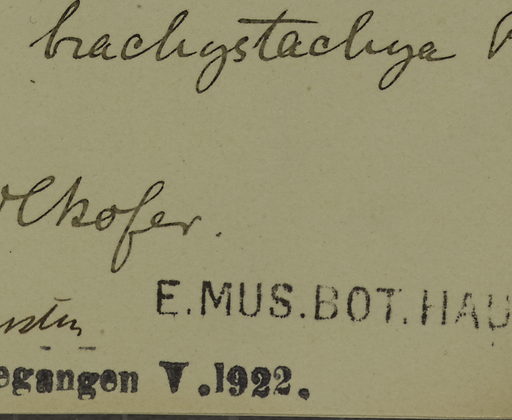 brachystachya
E.MUS.BOT.HAU
egangen V.1922.